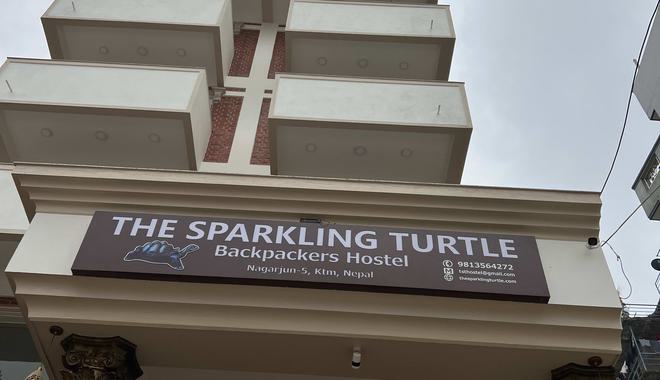 THE SPARKLING TURTLE
Backpackers Hostel
Nagarjun-5, Ktm, Nepal
9813564272
tsthostel@gmail.com
thesparklingturtle.com